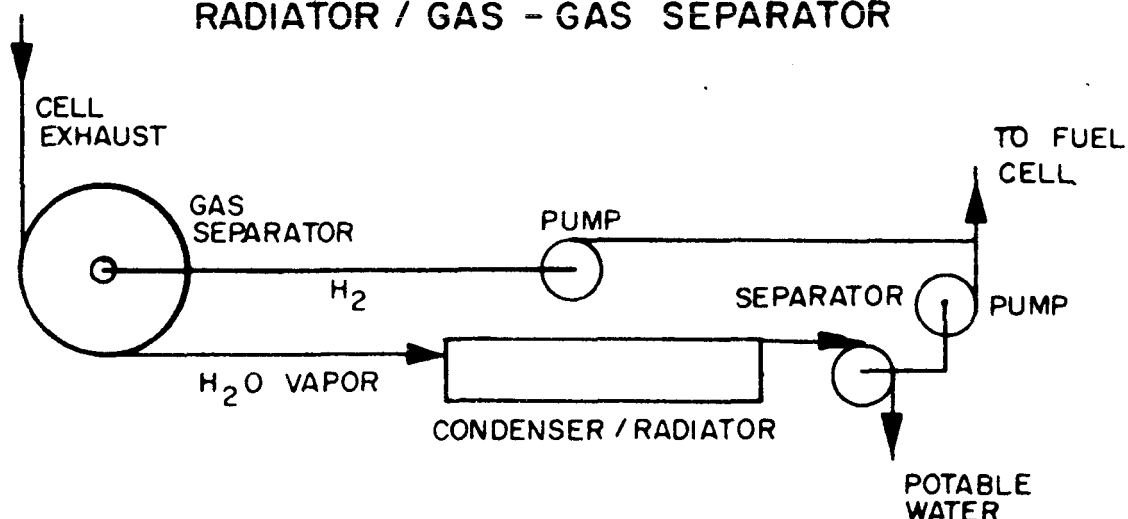 RADIATOR / GAS - GAS SEPARATOR
CELL
EXHAUST
TO FUEL
CELL
GAS
SEPARATOR
PUMP
H2
SEPARATOR
PUMP
H2O VAPOR
CONDENSER / RADIATOR
POTABLE
WATER